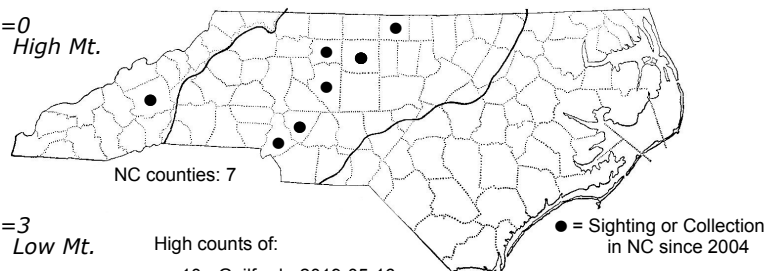 =0
High Mt.
NC counties: 7
=3
Low Mt.
High counts of:
● = Sighting or Collection
in NC since 2004